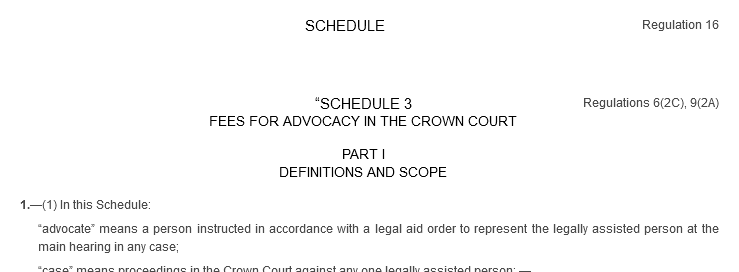 SCHEDULE
Regulation 16
“SCHEDULE 3
Regulations 6(2C), 9(2A)
FEES FOR ADVOCACY IN THE CROWN COURT
PART I
DEFINITIONS AND SCOPE
1.—(1) In this Schedule:
“advocate” means a person instructed in accordance with a legal aid order to represent the legally assisted person at the
main hearing in any case;
“case” means proceedings in the Crown Court against any one legally assisted person: —